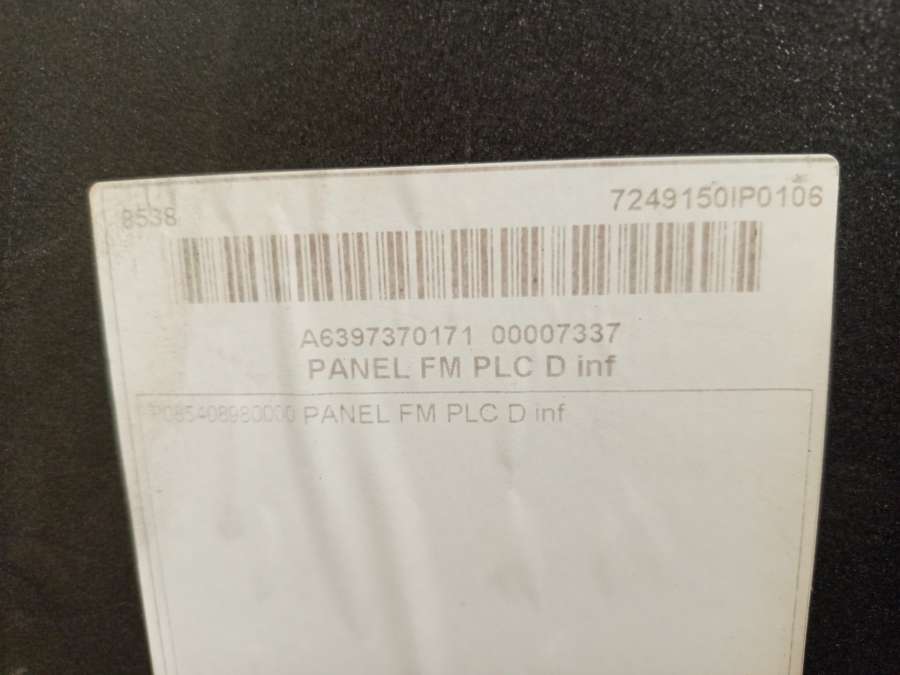 8538 7249150IP0106
A6397370171 00007337
PANEL FM PLC D inf
P085408980000 PANEL FM PLC D inf